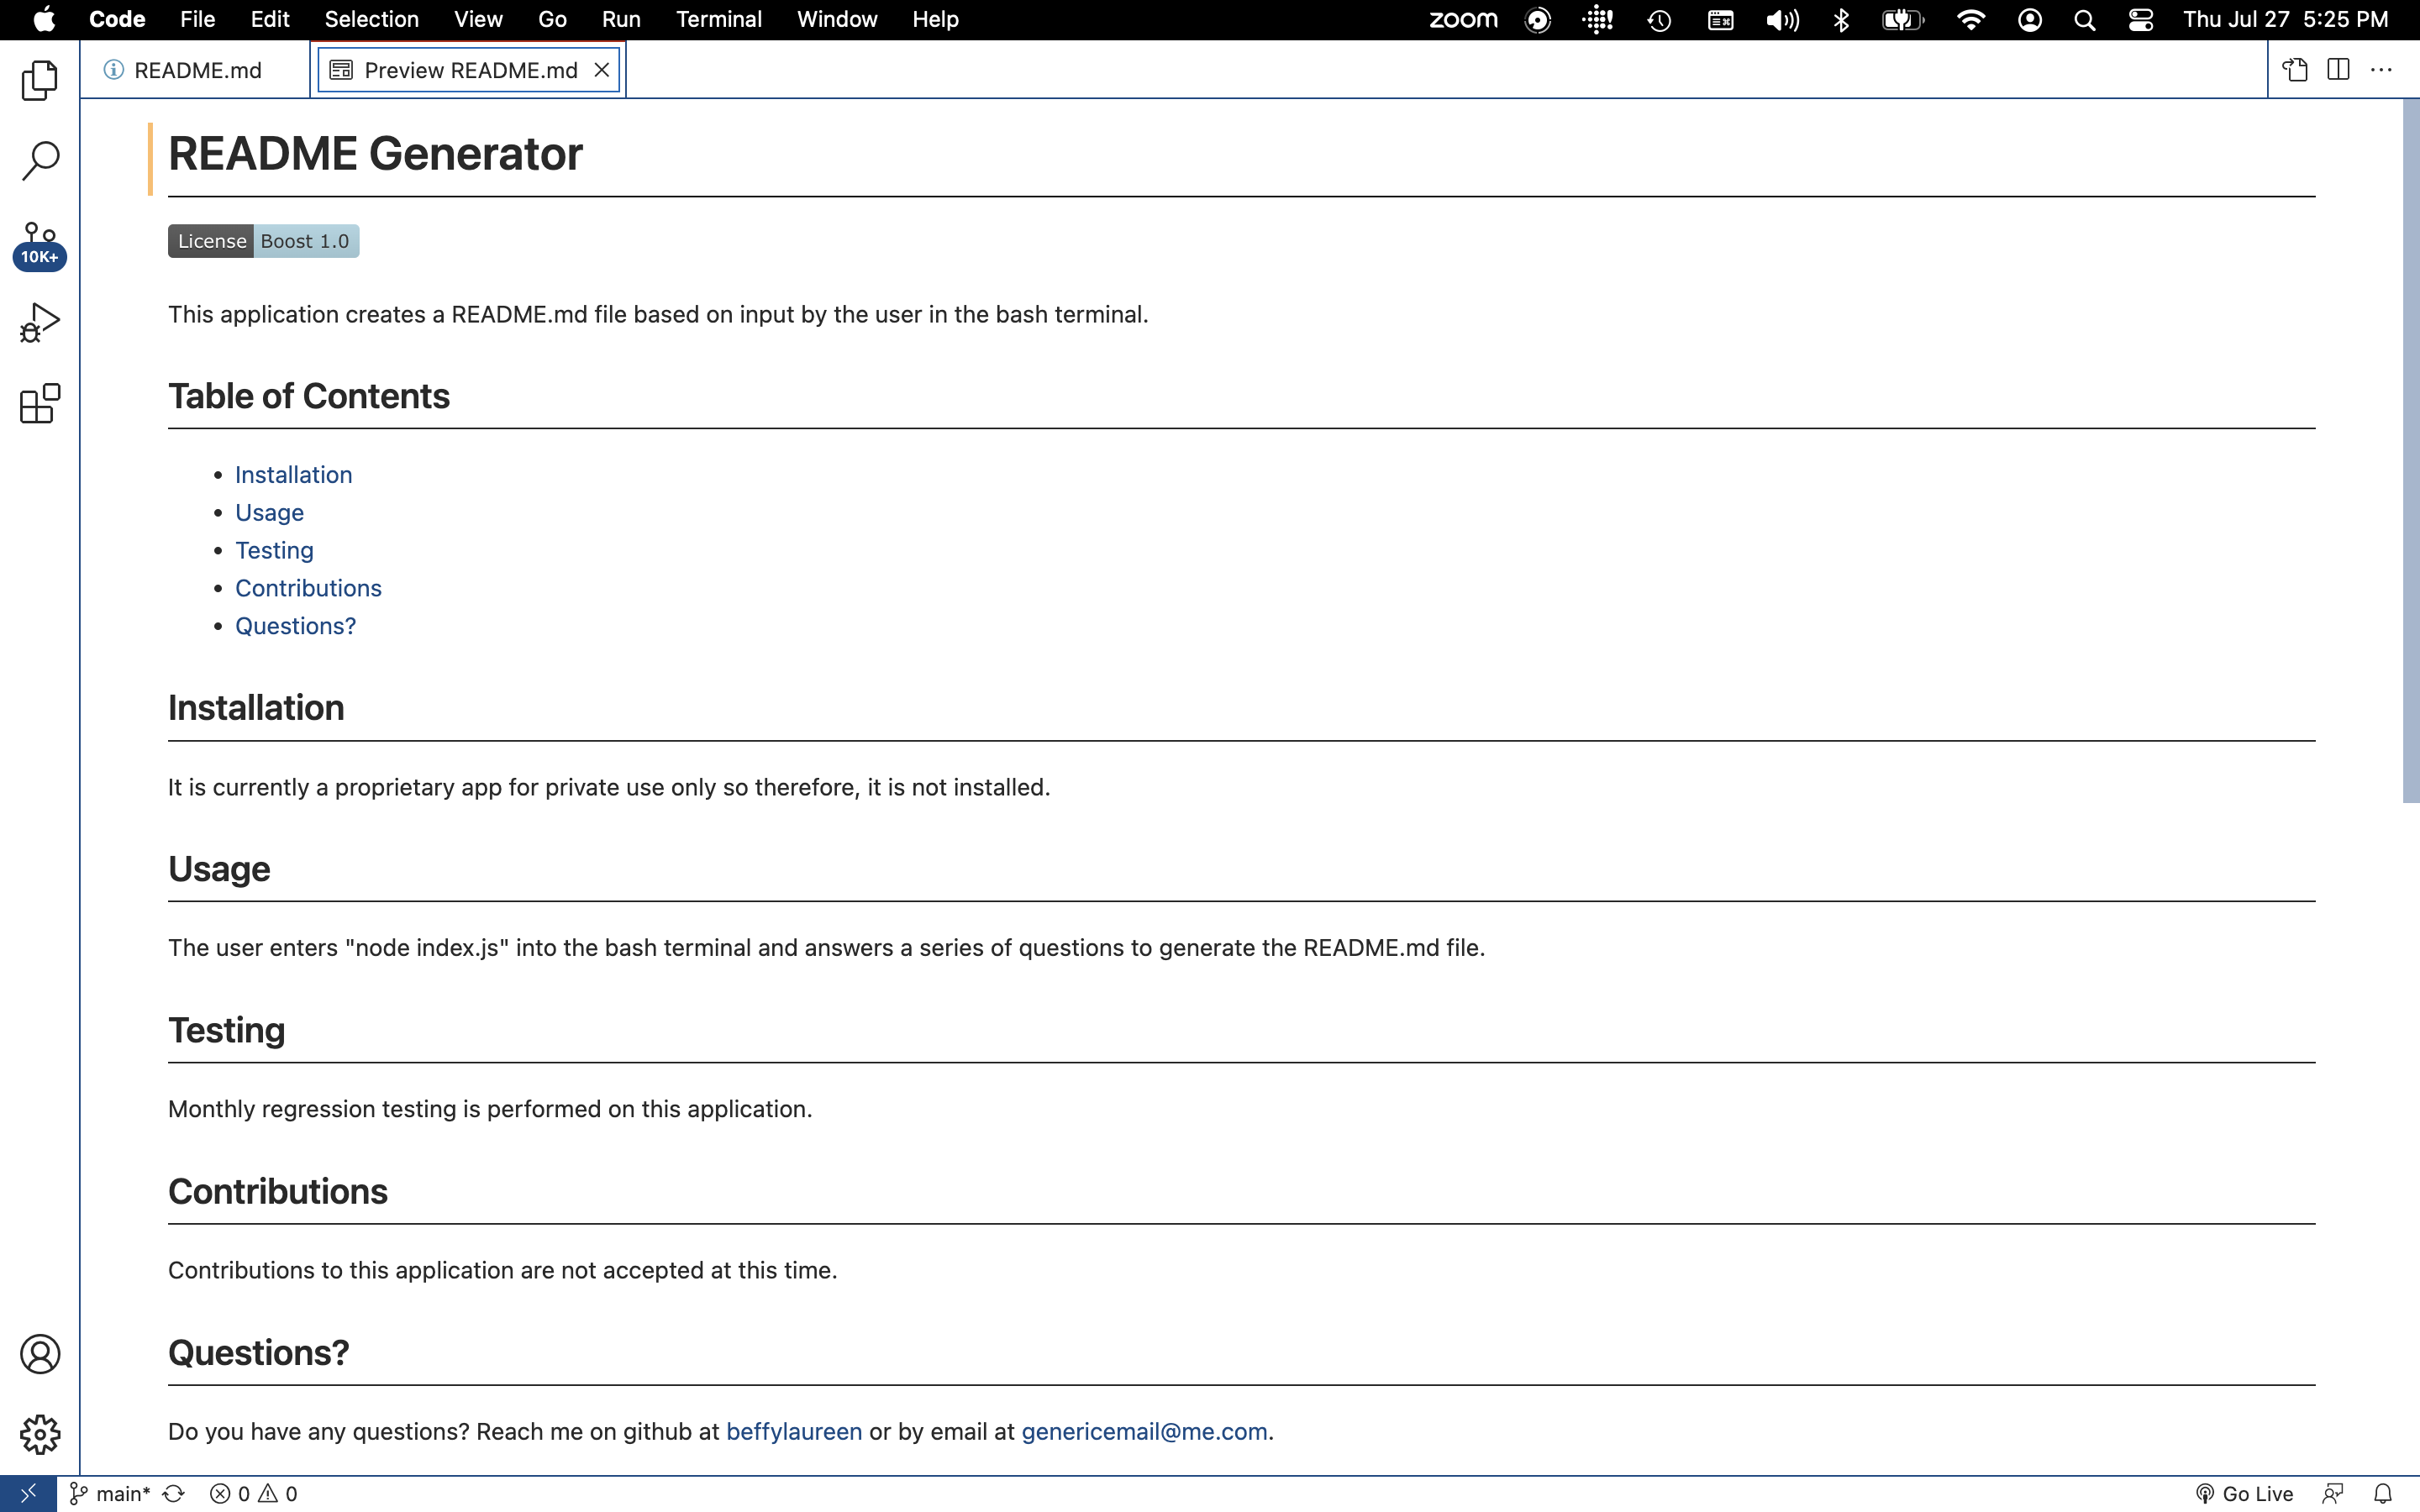 Code File Edit Selection View Go Run Terminal Window Help zoom Thu Jul 27 5:25 PM
README.md Preview README.md
README Generator
License Boost 1.0
10K+
This application creates a README.md file based on input by the user in the bash terminal.
Table of Contents
• Installation
• Usage
• Testing
• Contributions
• Questions?
Installation
It is currently a proprietary app for private use only so therefore, it is not installed.
Usage
The user enters "node index.js" into the bash terminal and answers a series of questions to generate the README.md file.
Testing
Monthly regression testing is performed on this application.
Contributions
Contributions to this application are not accepted at this time.
Questions?
Do you have any questions? Reach me on github at beffylaureen or by email at genericemail@me.com.
main* 0 0 Go Live